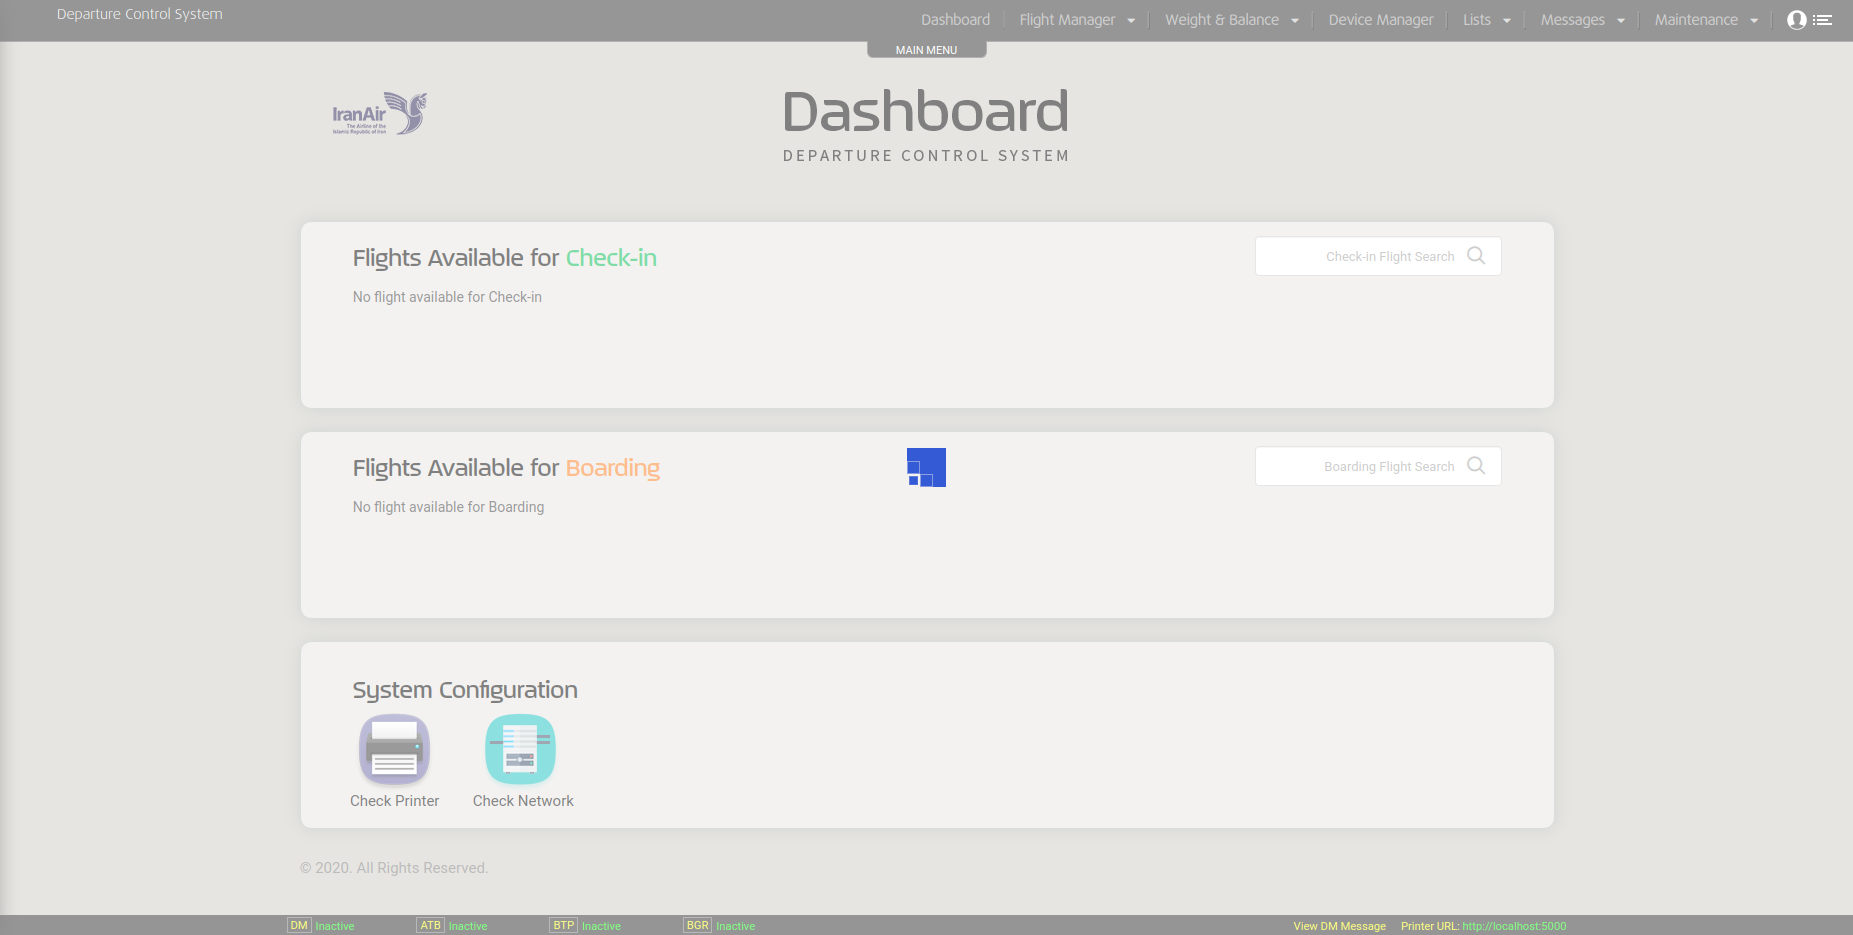 Departure Control System
Dashboard Flight Manager Weight & Balance Device Manager Lists Messages Maintenance
MAIN MENU
IranAir
The Airline of the
Islamic Republic of Iran
Dashboard
DEPARTURE CONTROL SYSTEM
Flights Available for Check-in
Check-in Flight Search
No flight available for Check-in
Flights Available for Boarding
Boarding Flight Search
No flight available for Boarding
System Configuration
Check Printer Check Network
© 2020. All Rights Reserved.
DM Inactive ATB Inactive BTP Inactive BGR Inactive View DM Message Printer URL: http://localhost:5000